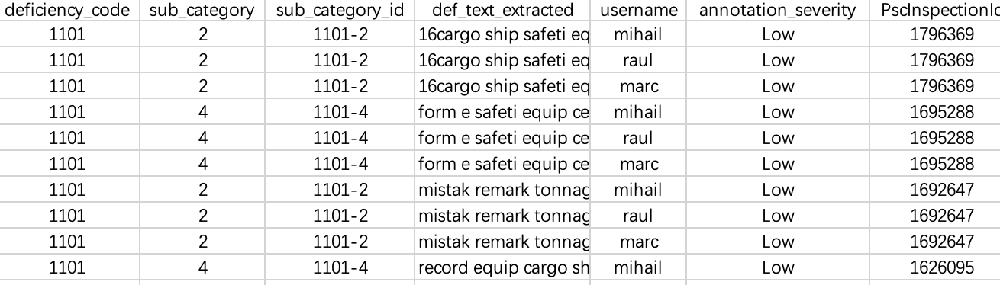 deficiency_code sub_category sub_category_id def_text_extracted username annotation_severity PscInspectionId
1101 2 1101-2 16cargo ship safeti eq mihail Low 1796369
1101 2 1101-2 16cargo ship safeti eq raul Low 1796369
1101 2 1101-2 16cargo ship safeti eq marc Low 1796369
1101 4 1101-4 form e safeti equip ce mihail Low 1695288
1101 4 1101-4 form e safeti equip ce raul Low 1695288
1101 4 1101-4 form e safeti equip ce marc Low 1695288
1101 2 1101-2 mistak remark tonnag mihail Low 1692647
1101 2 1101-2 mistak remark tonnag raul Low 1692647
1101 2 1101-2 mistak remark tonnag marc Low 1692647
1101 4 1101-4 record equip cargo sh mihail Low 1626095